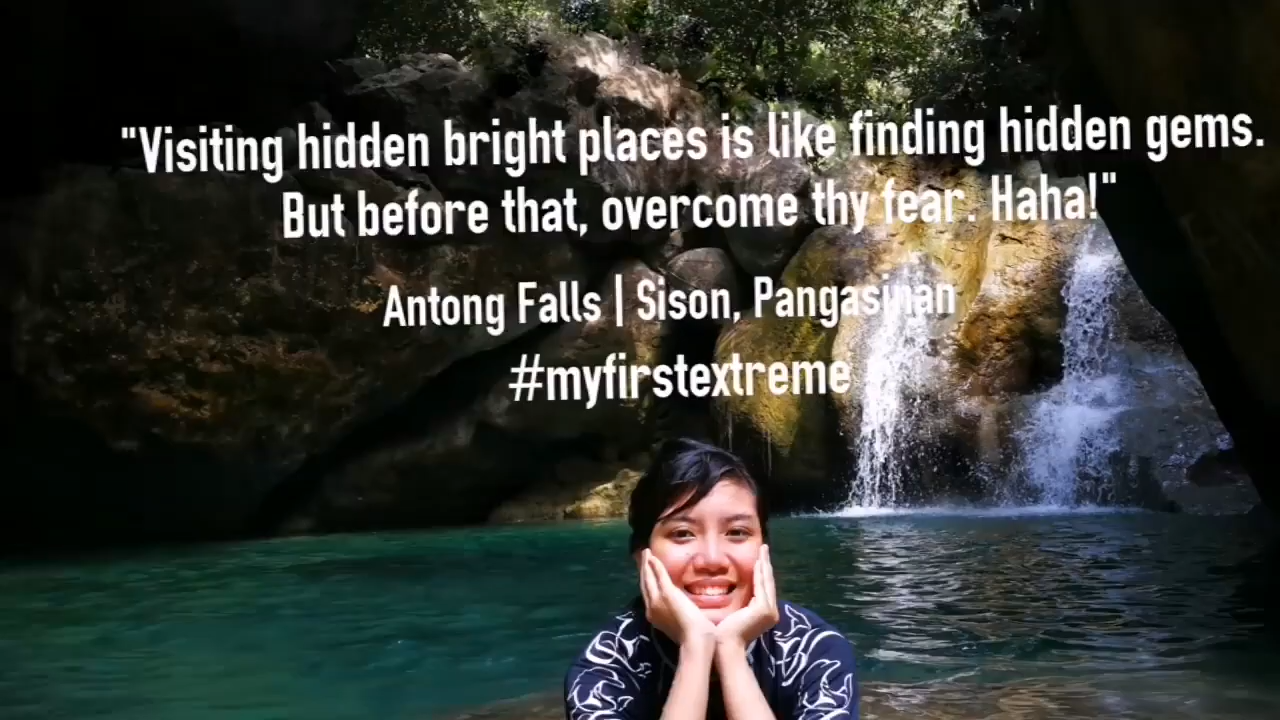 "Visiting hidden bright places is like finding hidden gems.
But before that, overcome thy fear. Haha!"
Antong Falls | Sison, Pangasinan
#myfirstextreme